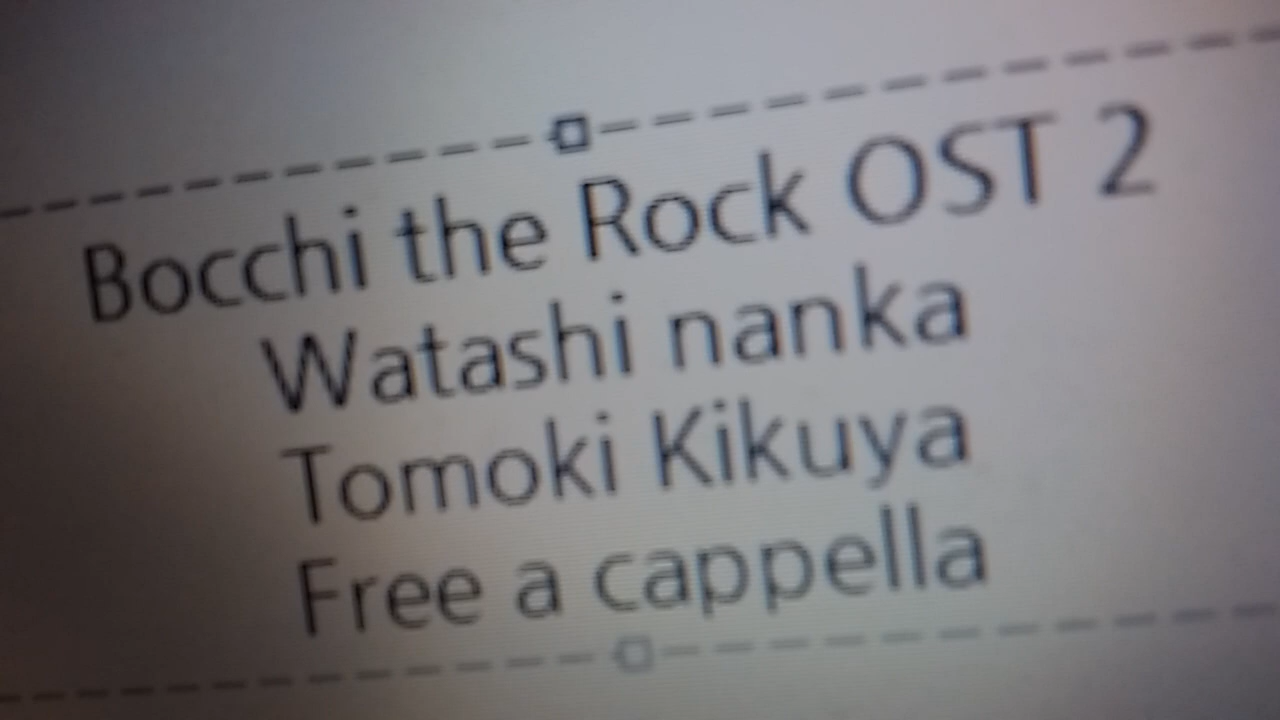 Bocchi the Rock OST 2
Watashi nanka
Tomoki Kikuya
Free a cappella